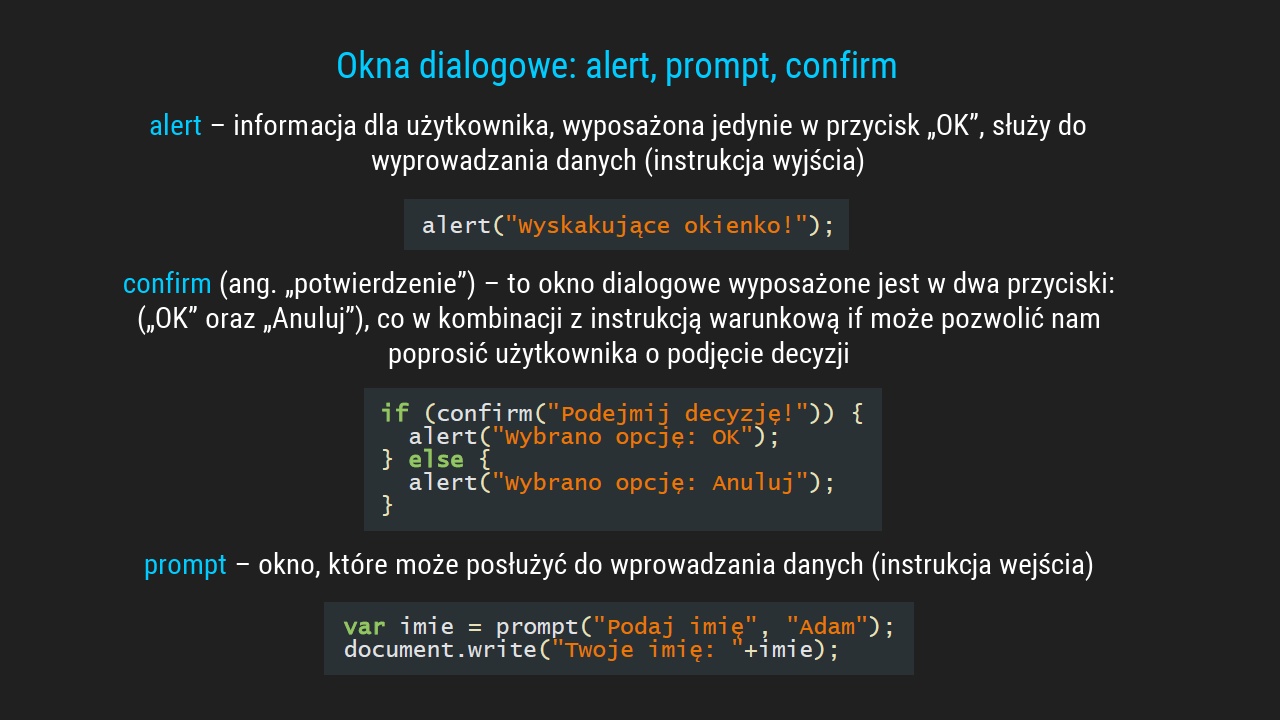 Okna dialogowe: alert, prompt, confirm
alert – informacja dla użytkownika, wyposażona jedynie w przycisk „OK”, służy do
wyprowadzania danych (instrukcja wyjścia)
alert("Wyskakujące okienko!");
confirm (ang. „potwierdzenie”) – to okno dialogowe wyposażone jest w dwa przyciski:
(„OK” oraz „Anuluj”), co w kombinacji z instrukcją warunkową if może pozwolić nam
poprosić użytkownika o podjęcie decyzji
if (confirm("Podejmij decyzję!")) {
  alert("Wybrano opcję: OK");
} else {
  alert("Wybrano opcję: Anuluj");
}
prompt – okno, które może posłużyć do wprowadzania danych (instrukcja wejścia)
var imie = prompt("Podaj imię", "Adam");
document.write("Twoje imię: "+imie);